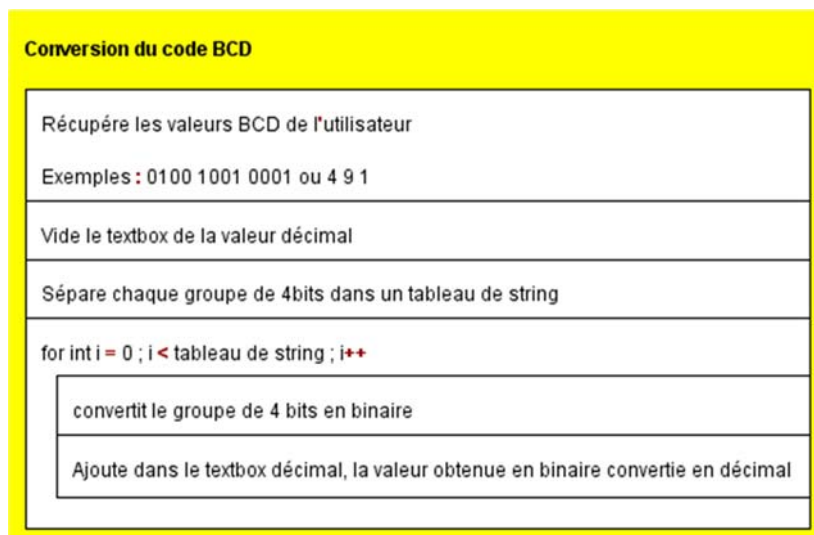 Conversion du code BCD
Récupére les valeurs BCD de l'utilisateur
Exemples : 0100 1001 0001 ou 4 9 1
Vide le textbox de la valeur décimal
Sépare chaque groupe de 4bits dans un tableau de string
for int i = 0 ; i < tableau de string ; i++
convertit le groupe de 4 bits en binaire
Ajoute dans le textbox décimal, la valeur obtenue en binaire convertie en décimal